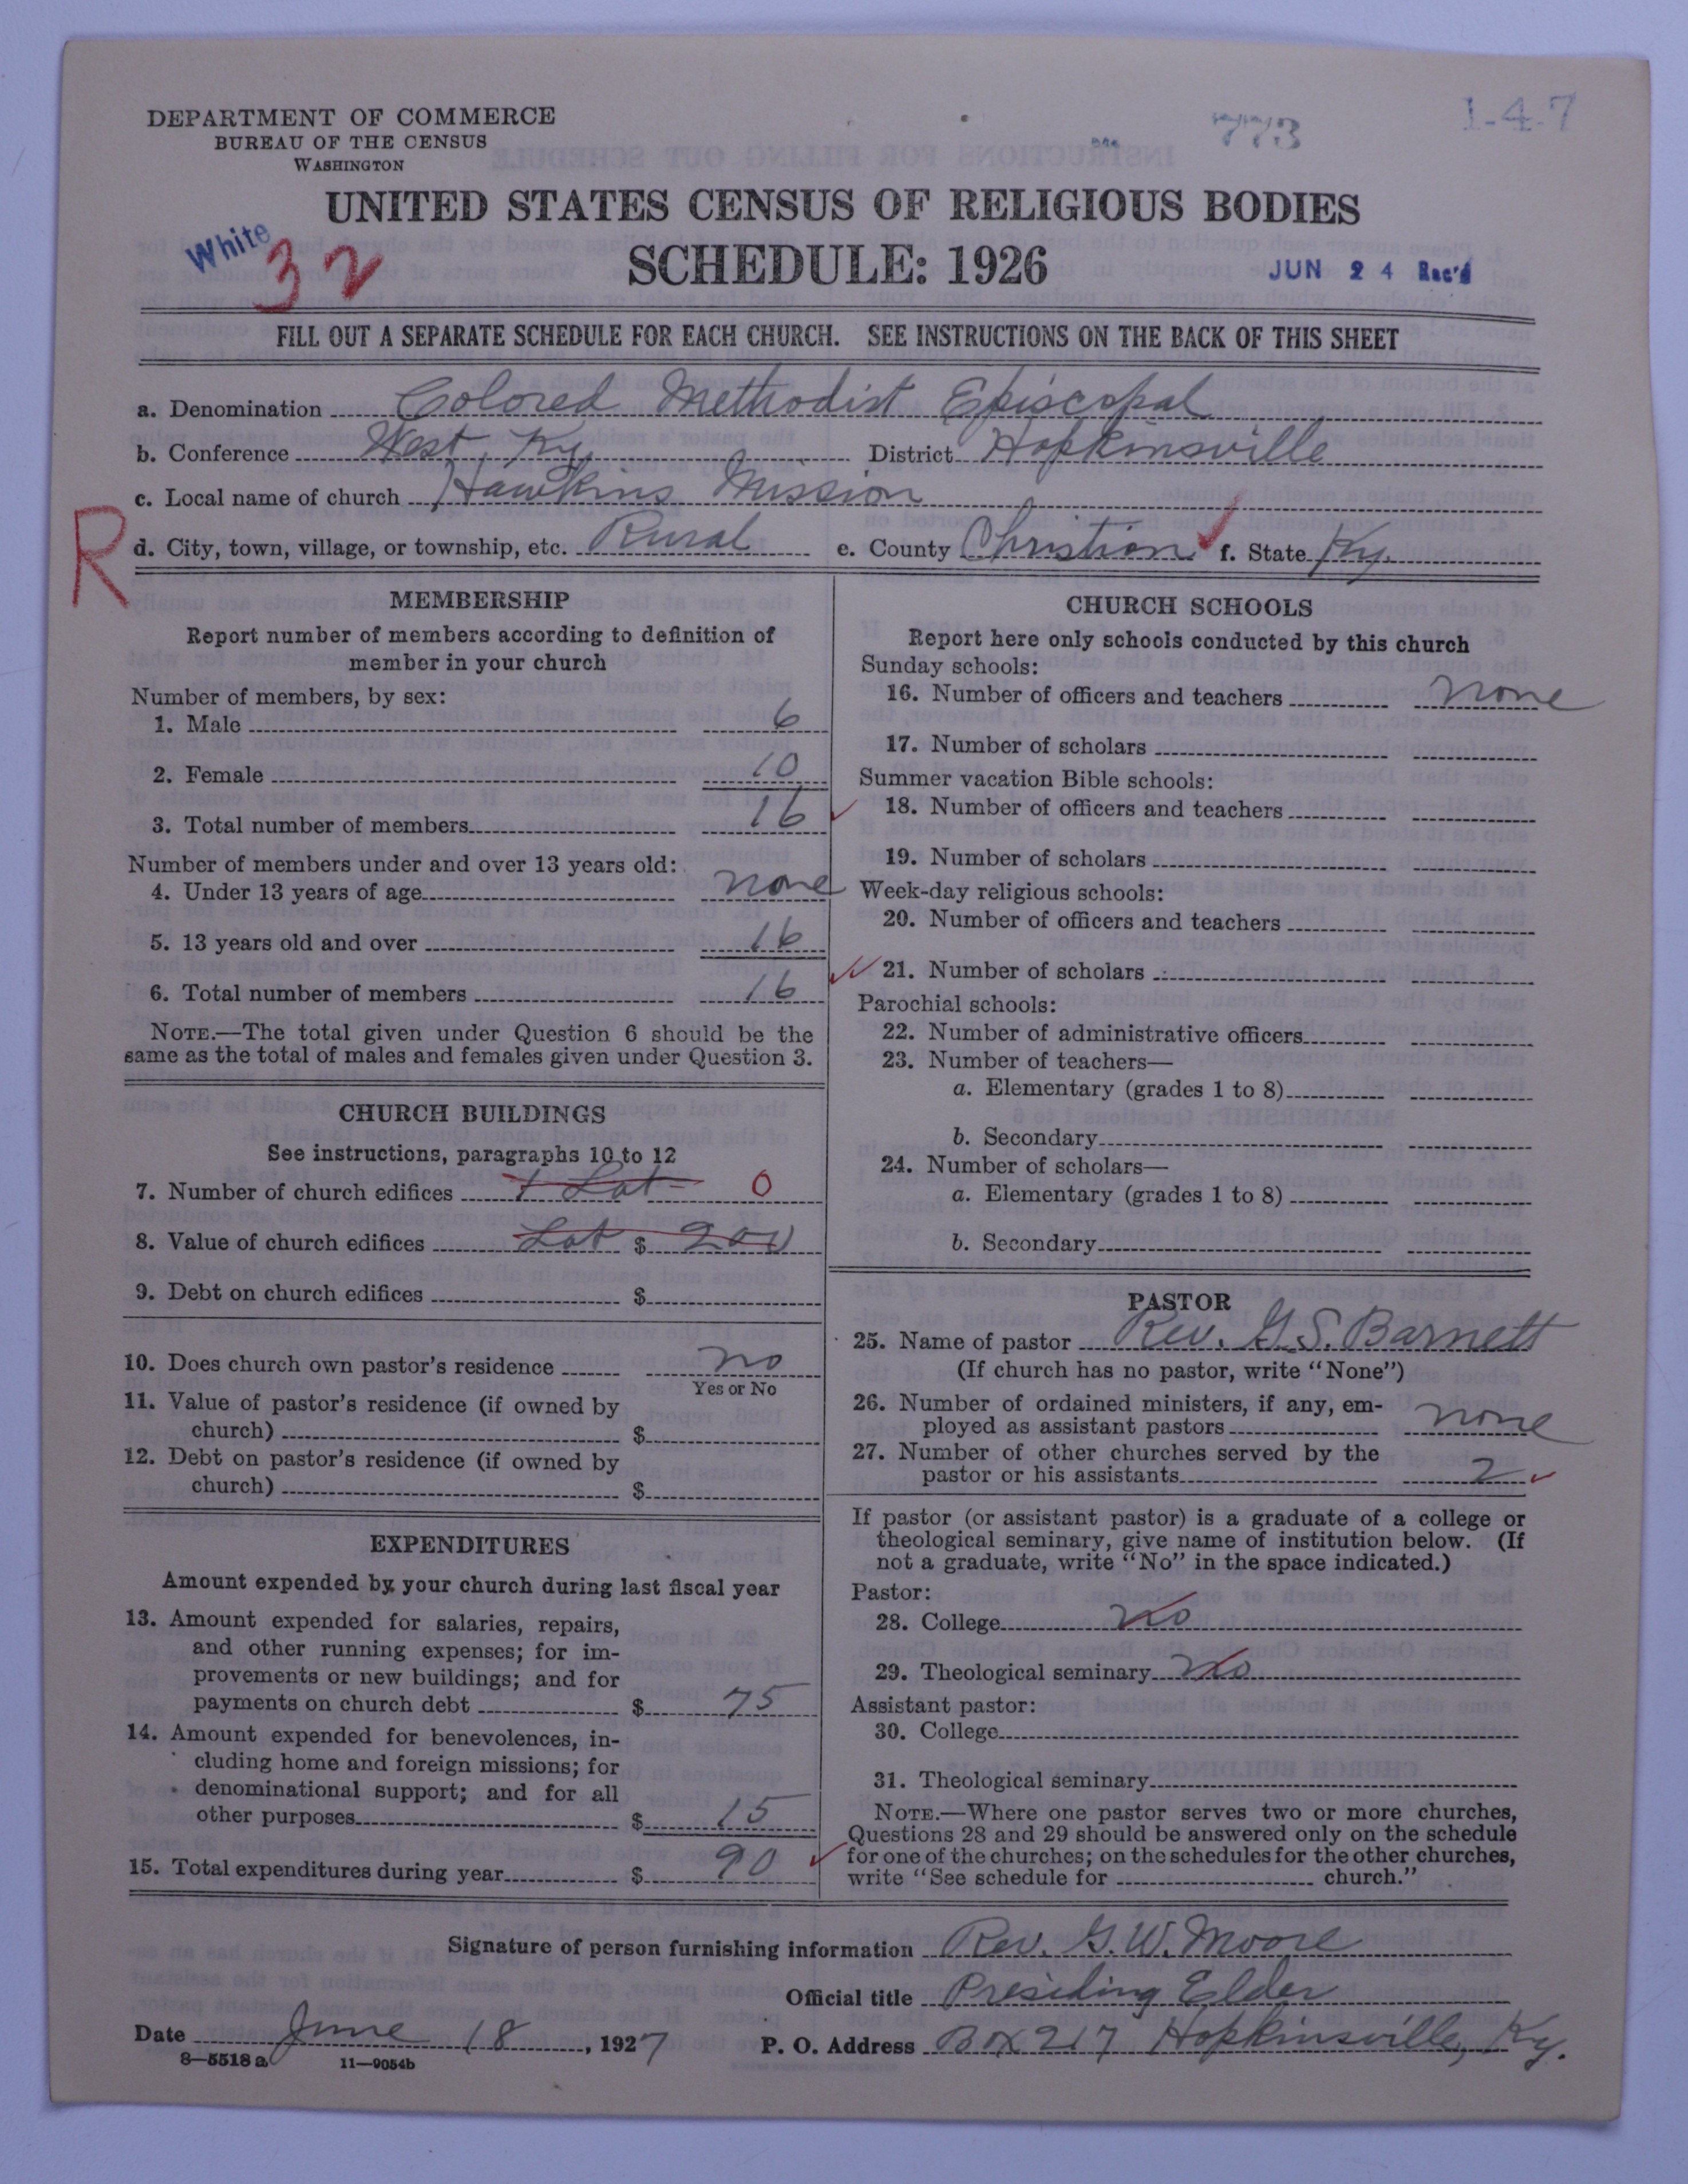 DEPARTMENT OF COMMERCE
BUREAU OF THE CENSUS
WASHINGTON
773
1-4-7
UNITED STATES CENSUS OF RELIGIOUS BODIES
SCHEDULE: 1926
White
32
JUN 24 Rec'd
FILL OUT A SEPARATE SCHEDULE FOR EACH CHURCH. SEE INSTRUCTIONS ON THE BACK OF THIS SHEET
a. Denomination Colored Methodist Episcopal
b. Conference West Ky. District Hopkinsville
c. Local name of church Hawkins Mission
R
d. City, town, village, or township, etc. Rural e. County Christian f. State Ky.
MEMBERSHIP
Report number of members according to definition of
member in your church
Number of members, by sex:
1. Male 6
2. Female 10
3. Total number of members 16
Number of members under and over 13 years old:
4. Under 13 years of age none
5. 13 years old and over 16
6. Total number of members 16
NOTE.—The total given under Question 6 should be the
same as the total of males and females given under Question 3.
CHURCH BUILDINGS
See instructions, paragraphs 10 to 12
7. Number of church edifices 1 Lot 0
8. Value of church edifices Lot $ 200
9. Debt on church edifices $
10. Does church own pastor's residence no
Yes or No
11. Value of pastor's residence (if owned by
church) $
12. Debt on pastor's residence (if owned by
church) $
EXPENDITURES
Amount expended by your church during last fiscal year
13. Amount expended for salaries, repairs,
and other running expenses; for im-
provements or new buildings; and for
payments on church debt $ 75
14. Amount expended for benevolences, in-
cluding home and foreign missions; for
denominational support; and for all
other purposes $ 15
15. Total expenditures during year $ 90
CHURCH SCHOOLS
Report here only schools conducted by this church
Sunday schools:
16. Number of officers and teachers none
17. Number of scholars
Summer vacation Bible schools:
18. Number of officers and teachers
19. Number of scholars
Week-day religious schools:
20. Number of officers and teachers
21. Number of scholars
Parochial schools:
22. Number of administrative officers
23. Number of teachers—
a. Elementary (grades 1 to 8)
b. Secondary
24. Number of scholars—
a. Elementary (grades 1 to 8)
b. Secondary
PASTOR
25. Name of pastor Rev. G. S. Barnett
(If church has no pastor, write "None")
26. Number of ordained ministers, if any, em-
ployed as assistant pastors none
27. Number of other churches served by the
pastor or his assistants 2
If pastor (or assistant pastor) is a graduate of a college or
theological seminary, give name of institution below. (If
not a graduate, write "No" in the space indicated.)
Pastor:
28. College no
29. Theological seminary no
Assistant pastor:
30. College
31. Theological seminary
NOTE.—Where one pastor serves two or more churches,
Questions 28 and 29 should be answered only on the schedule
for one of the churches; on the schedules for the other churches,
write "See schedule for church."
Signature of person furnishing information Rev. G. W. Moore
Official title Presiding Elder
Date June 18, 1927 P. O. Address Box 217 Hopkinsville, Ky.
8—5518 a 11—9054b